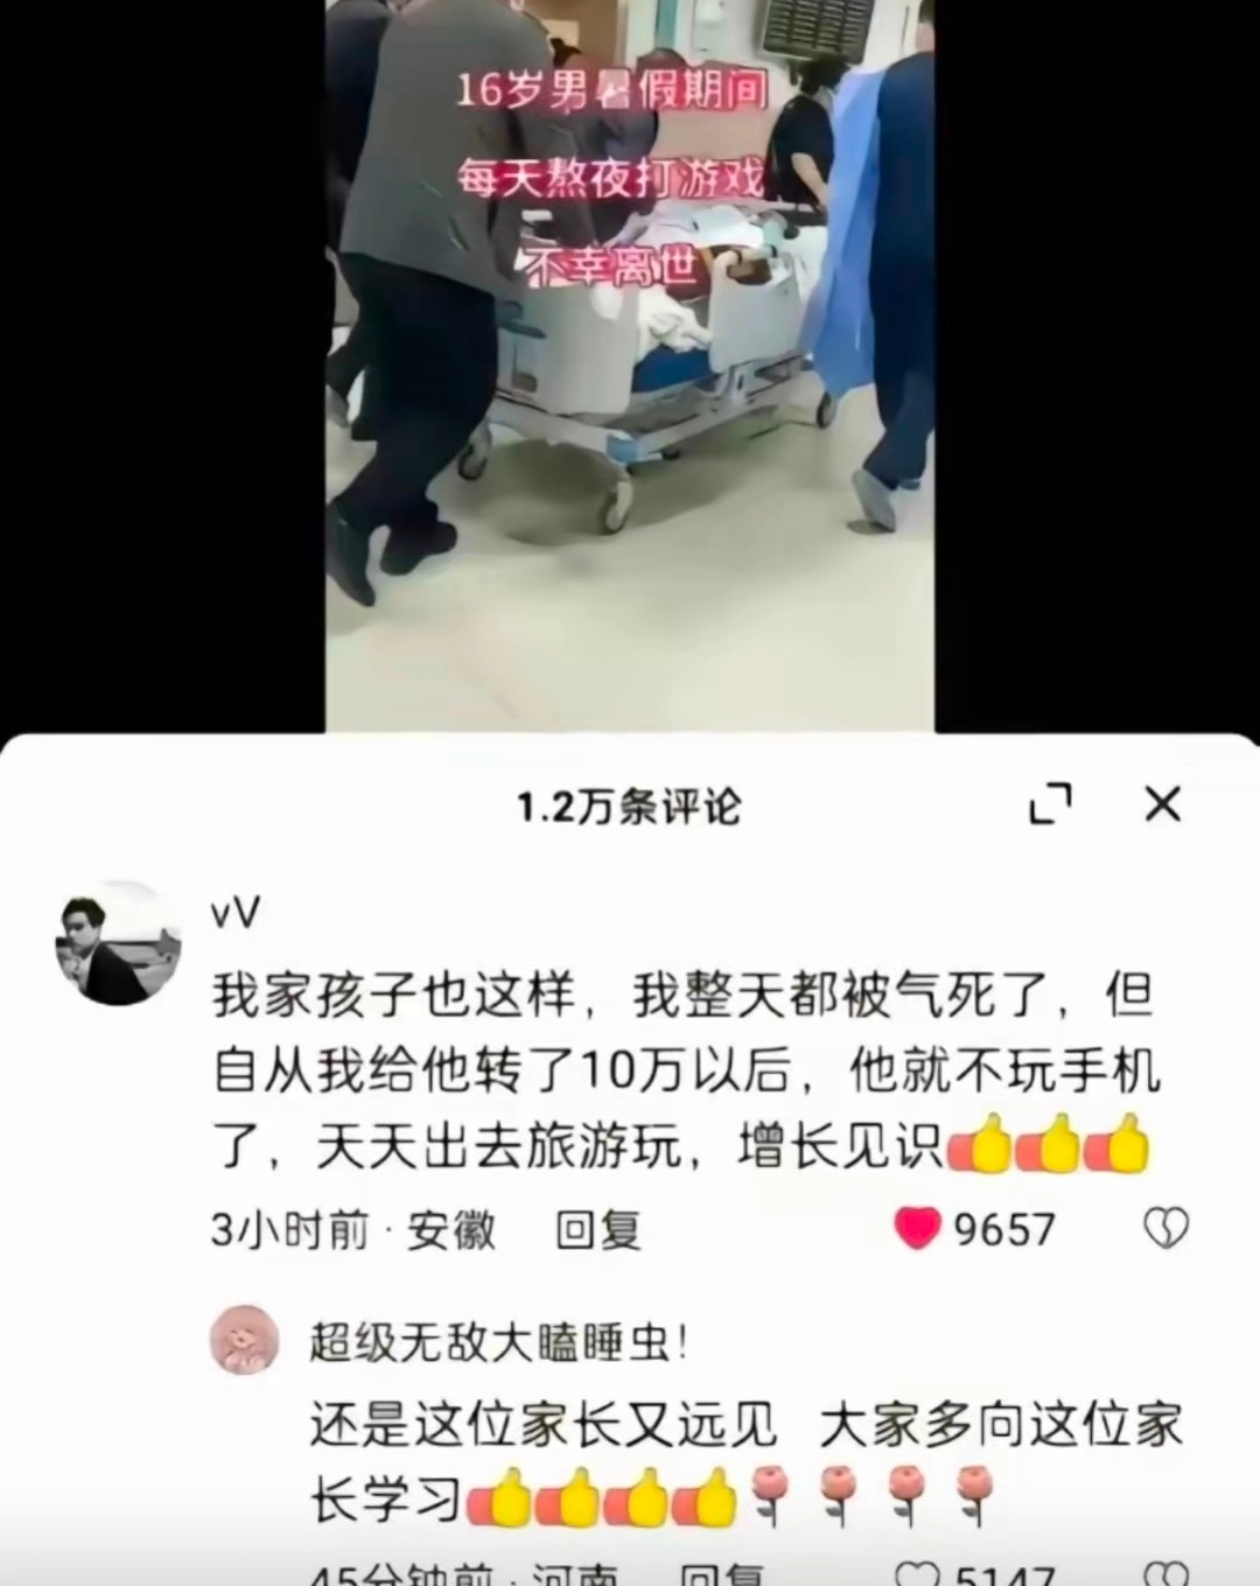 16岁男暑假期间
每天熬夜打游戏
不幸离世
1.2万条评论
vV
我家孩子也这样，我整天都被气死了，但
自从我给他转了10万以后，他就不玩手机
了，天天出去旅游玩，增长见识👍👍👍
3小时前·安徽 回复 9657
超级无敌大瞌睡虫！
还是这位家长又远见 大家多向这位家
长学习👍👍👍👍🌹🌹🌹🌹
45分钟前·河南 回复 5147